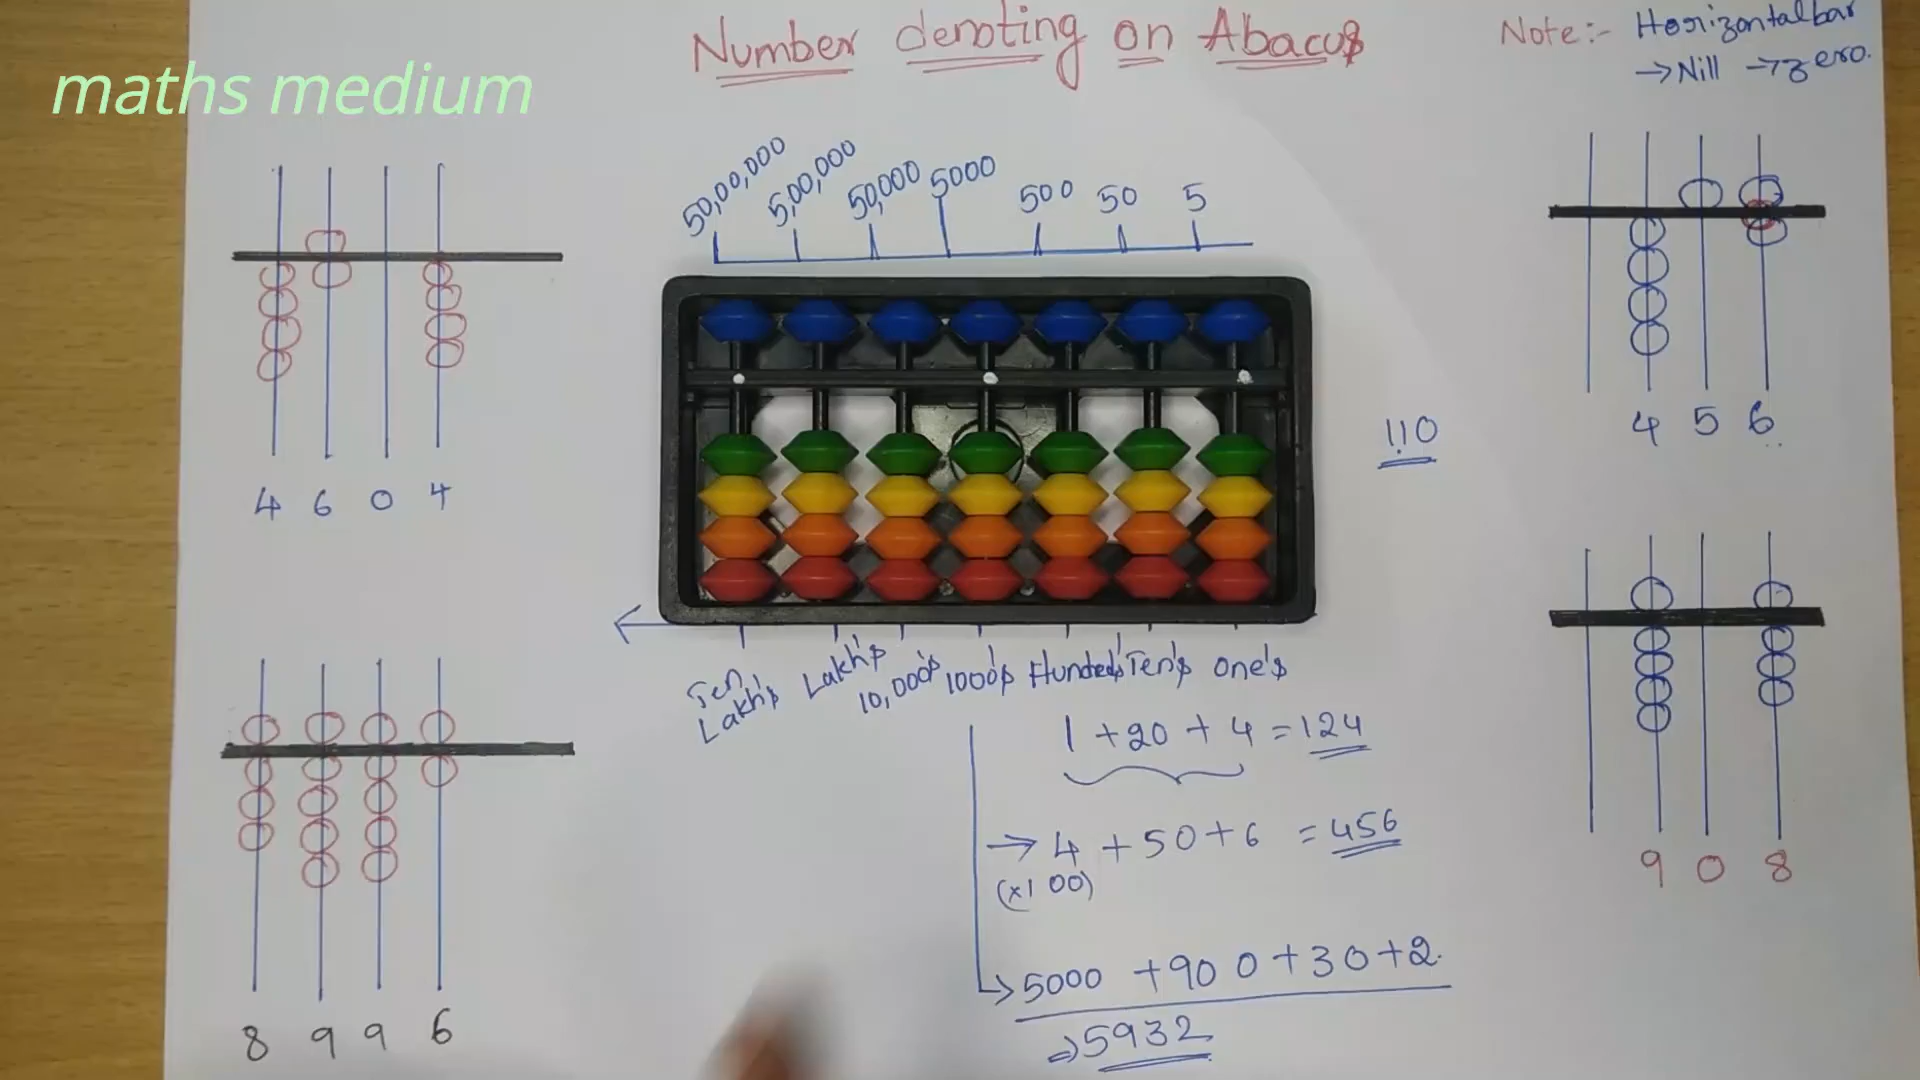 Number denoting on Abacus
Note:- Horizontal bar
→Nill →zero.
maths medium
50,00,000 5,00,000 50,000 5000 500 50 5
4 6 0 4
110
4 5 6
Ten Lakh's Lakh's 10,000's 1000's Hunded's Ten's One's
1 + 20 + 4 = 124
→ 4 + 50 + 6 = 456
(x100)
→ 5000 + 900 + 30 + 2.
⇒ 5932
8 9 9 6
9 0 8